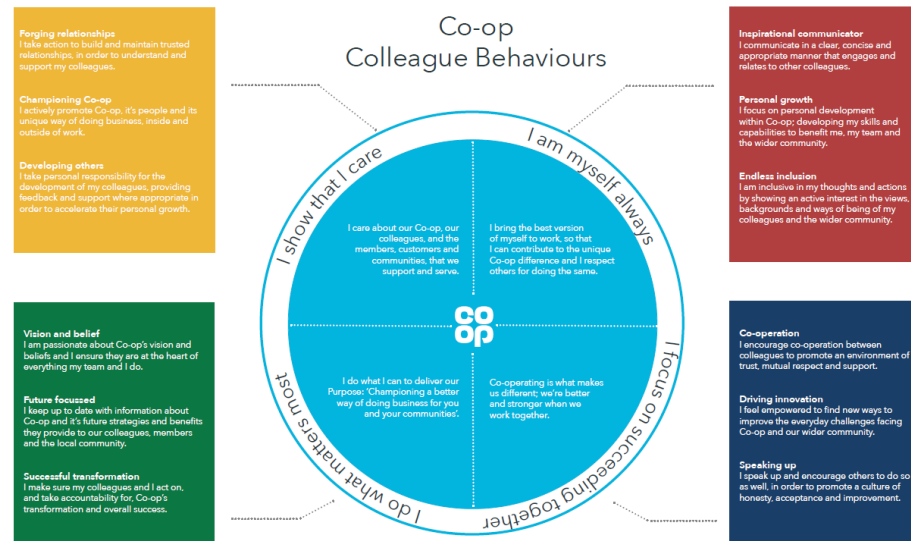 Co-op
Colleague Behaviours
Forging relationships
I take action to build and maintain trusted
relationships, in order to understand and
support my colleagues.
Championing Co-op
I actively promote Co-op, it's people and its
unique way of doing business, inside and
outside of work.
Developing others
I take personal responsibility for the
development of my colleagues, providing
feedback and support where appropriate in
order to accelerate their personal growth.
Inspirational communicator
I communicate in a clear, concise and
appropriate manner that engages and
relates to other colleagues.
Personal growth
I focus on personal development
within Co-op; developing my skills and
capabilities to benefit me, my team and
the wider community.
Endless inclusion
I am inclusive in my thoughts and actions
by showing an active interest in the views,
backgrounds and ways of being of my
colleagues and the wider community.
I show that I care
I am myself always
I care about our Co-op, our
colleagues, and the
members, customers and
communities, that we
support and serve.
I bring the best version
of myself to work, so that
I can contribute to the unique
Co-op difference and I respect
others for doing the same.
co
op
I do what I can to deliver our
Purpose: 'Championing a better
way of doing business for you
and your communities'.
Co-operating is what makes
us different; we're better
and stronger when we
work together.
I do what matters most
I focus on succeeding together
Vision and belief
I am passionate about Co-op's vision and
beliefs and I ensure they are at the heart of
everything my team and I do.
Future focussed
I keep up to date with information about
Co-op and it's future strategies and benefits
they provide to our colleagues, members
and the local community.
Successful transformation
I make sure my colleagues and I act on,
and take accountability for, Co-op's
transformation and overall success.
Co-operation
I encourage co-operation between
colleagues to promote an environment of
trust, mutual respect and support.
Driving innovation
I feel empowered to find new ways to
improve the everyday challenges facing
Co-op and our wider community.
Speaking up
I speak up and encourage others to do so
as well, in order to promote a culture of
honesty, acceptance and improvement.